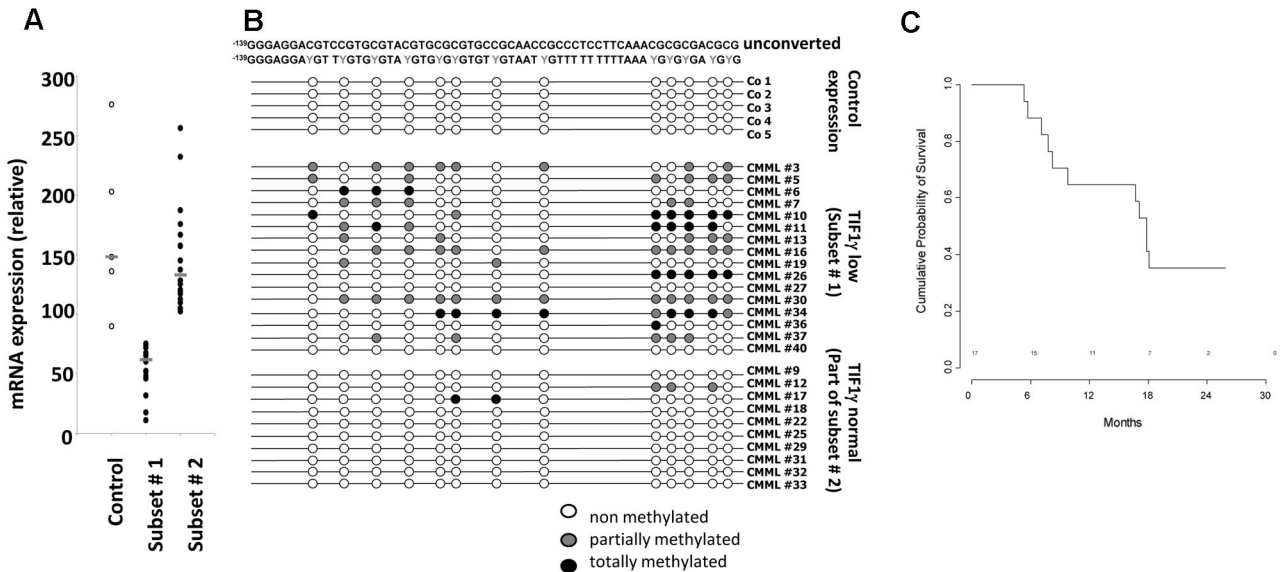 A
mRNA expression (relative)
300
250
200
150
100
50
0
Control
Subset # 1
Subset # 2
B
-139GGGAGGACGTCCGTGCGTACGTGCGCGTGCCGCAACCGCCCTCCTTCAAACGCGCGACGCG unconverted
-139GGGAGGAYGT TYGTGYGTA YGTGYGYGTGT YGTAAT YGTTTT TTTTTAAA YGYGYGA YGYG
Co 1
Co 2
Co 3
Co 4
Co 5
Control expression
CMML #3
CMML #5
CMML #6
CMML #7
CMML #10
CMML #11
CMML #13
CMML #16
CMML #19
CMML #26
CMML #27
CMML #30
CMML #34
CMML #36
CMML #37
CMML #40
TIF1γ low
(Subset # 1)
CMML #9
CMML #12
CMML #17
CMML #18
CMML #22
CMML #25
CMML #29
CMML #31
CMML #32
CMML #33
TIF1γ normal
(Part of subset # 2)
non methylated
partially methylated
totally methylated
C
Cumulative Probability of Survival
1.0
0.8
0.6
0.4
0.2
0.0
17 15 11 7 2 0
0 6 12 18 24 30
Months